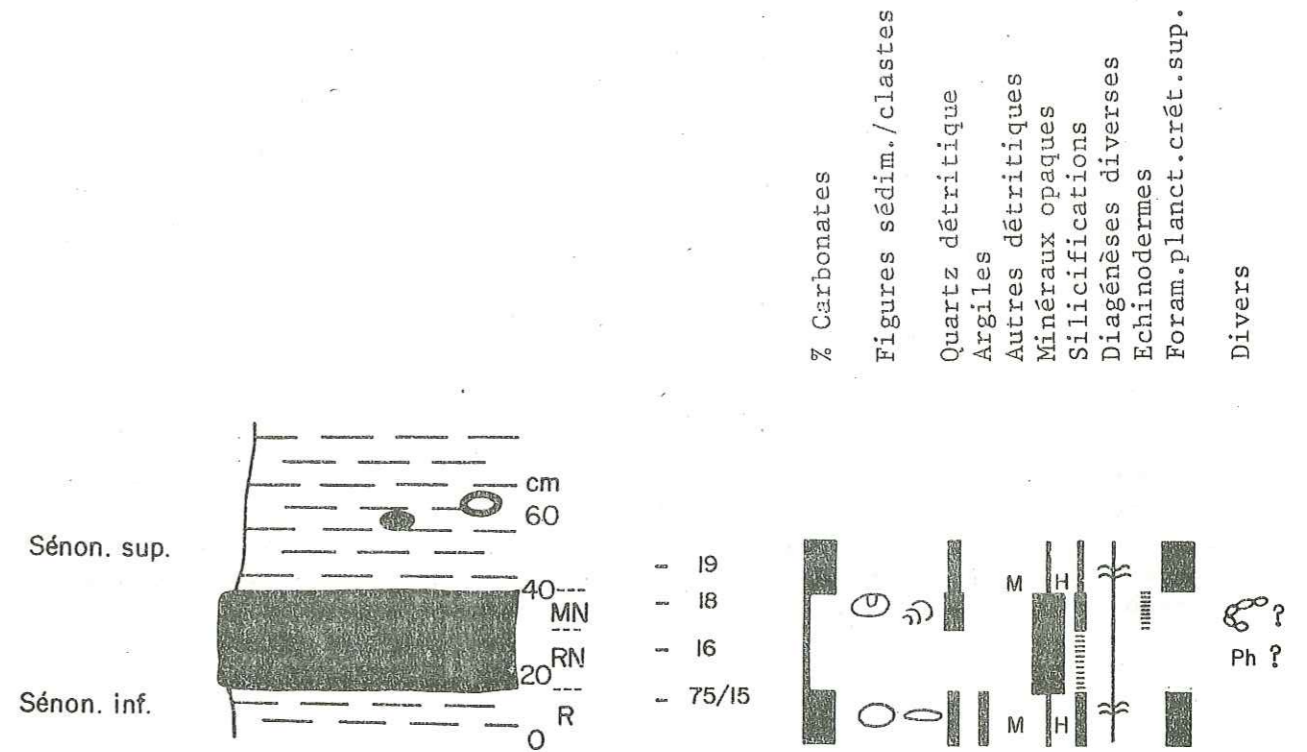 % Carbonates
Figures sédim./clastes
Quartz détritique
Argiles
Autres détritiques
Minéraux opaques
Silicifications
Diagénèses diverses
Echinodermes
Foram.planct.crét.sup.
Divers
cm
60
Sénon. sup.
19
M H
40
MN
18
?
RN
16
Ph ?
20
Sénon. inf.
75/15
R
M H
0